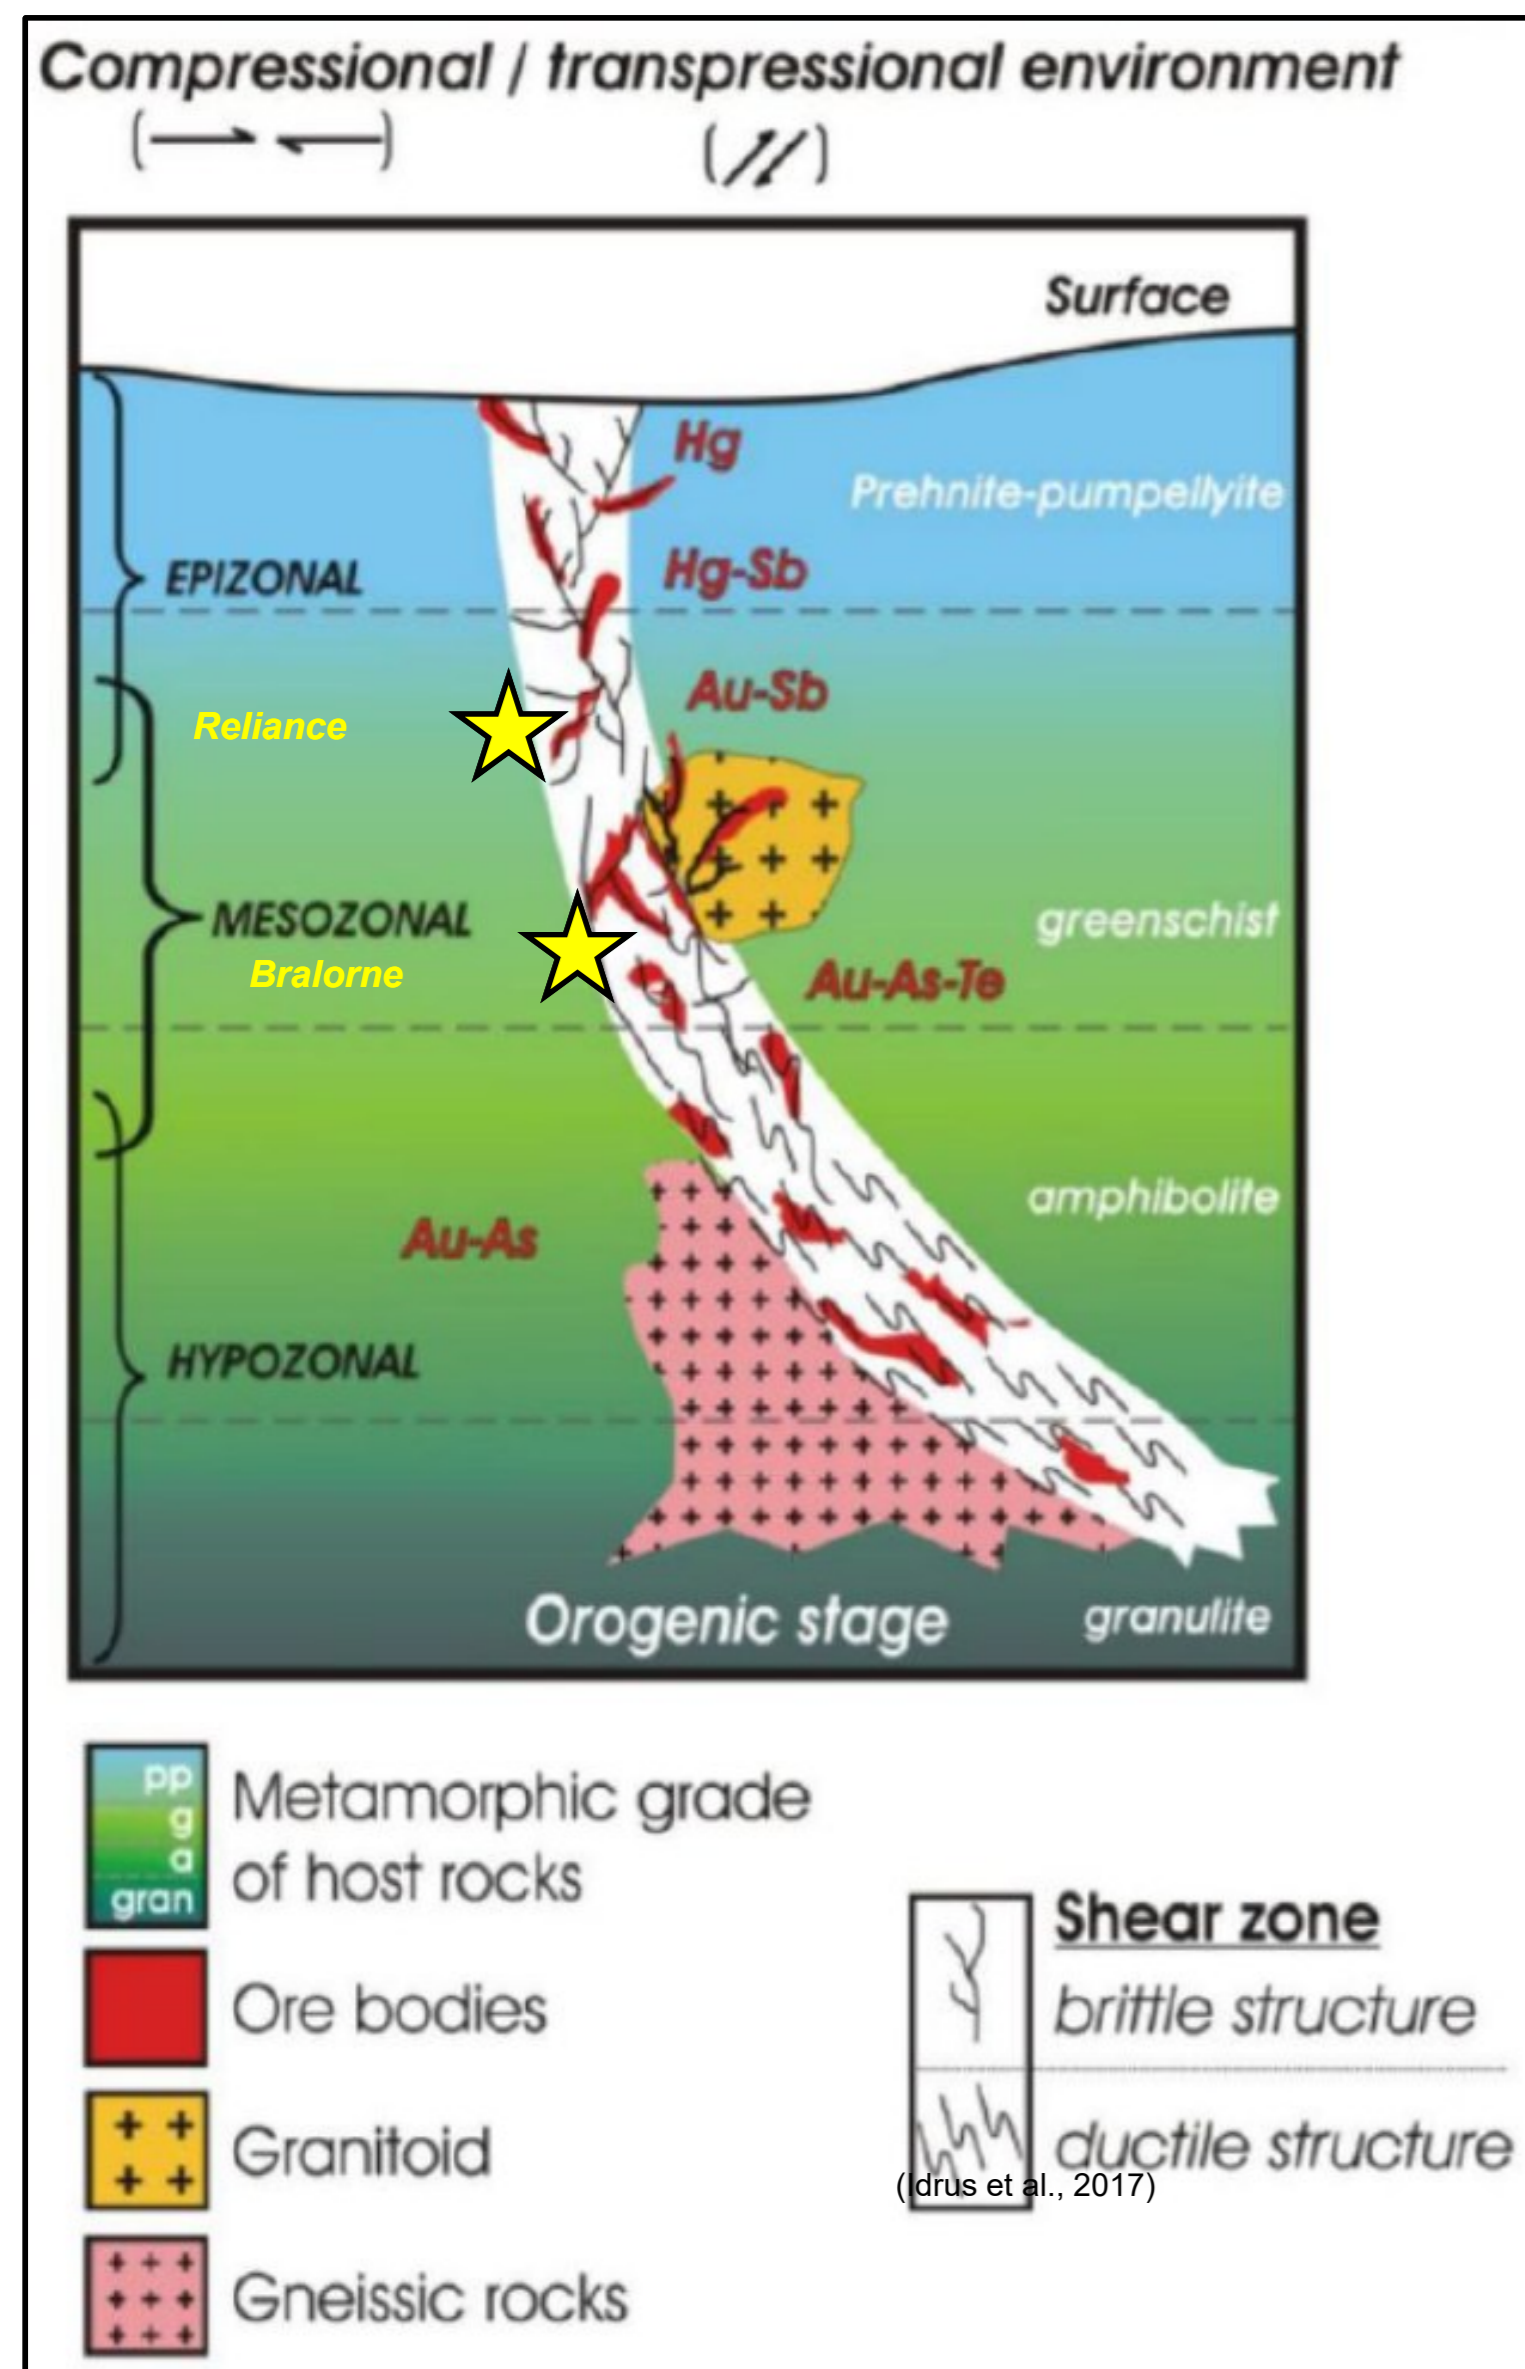 Compressional / transpressional environment
Surface
Hg
Prehnite-pumpellyite
EPIZONAL
Hg-Sb
Reliance
Au-Sb
MESOZONAL
greenschist
Bralorne
Au-As-Te
amphibolite
Au-As
HYPOZONAL
Orogenic stage
granulite
pp
g
a
gran
Metamorphic grade
of host rocks
Ore bodies
Granitoid
Gneissic rocks
Shear zone
brittle structure
ductile structure
(Idrus et al., 2017)